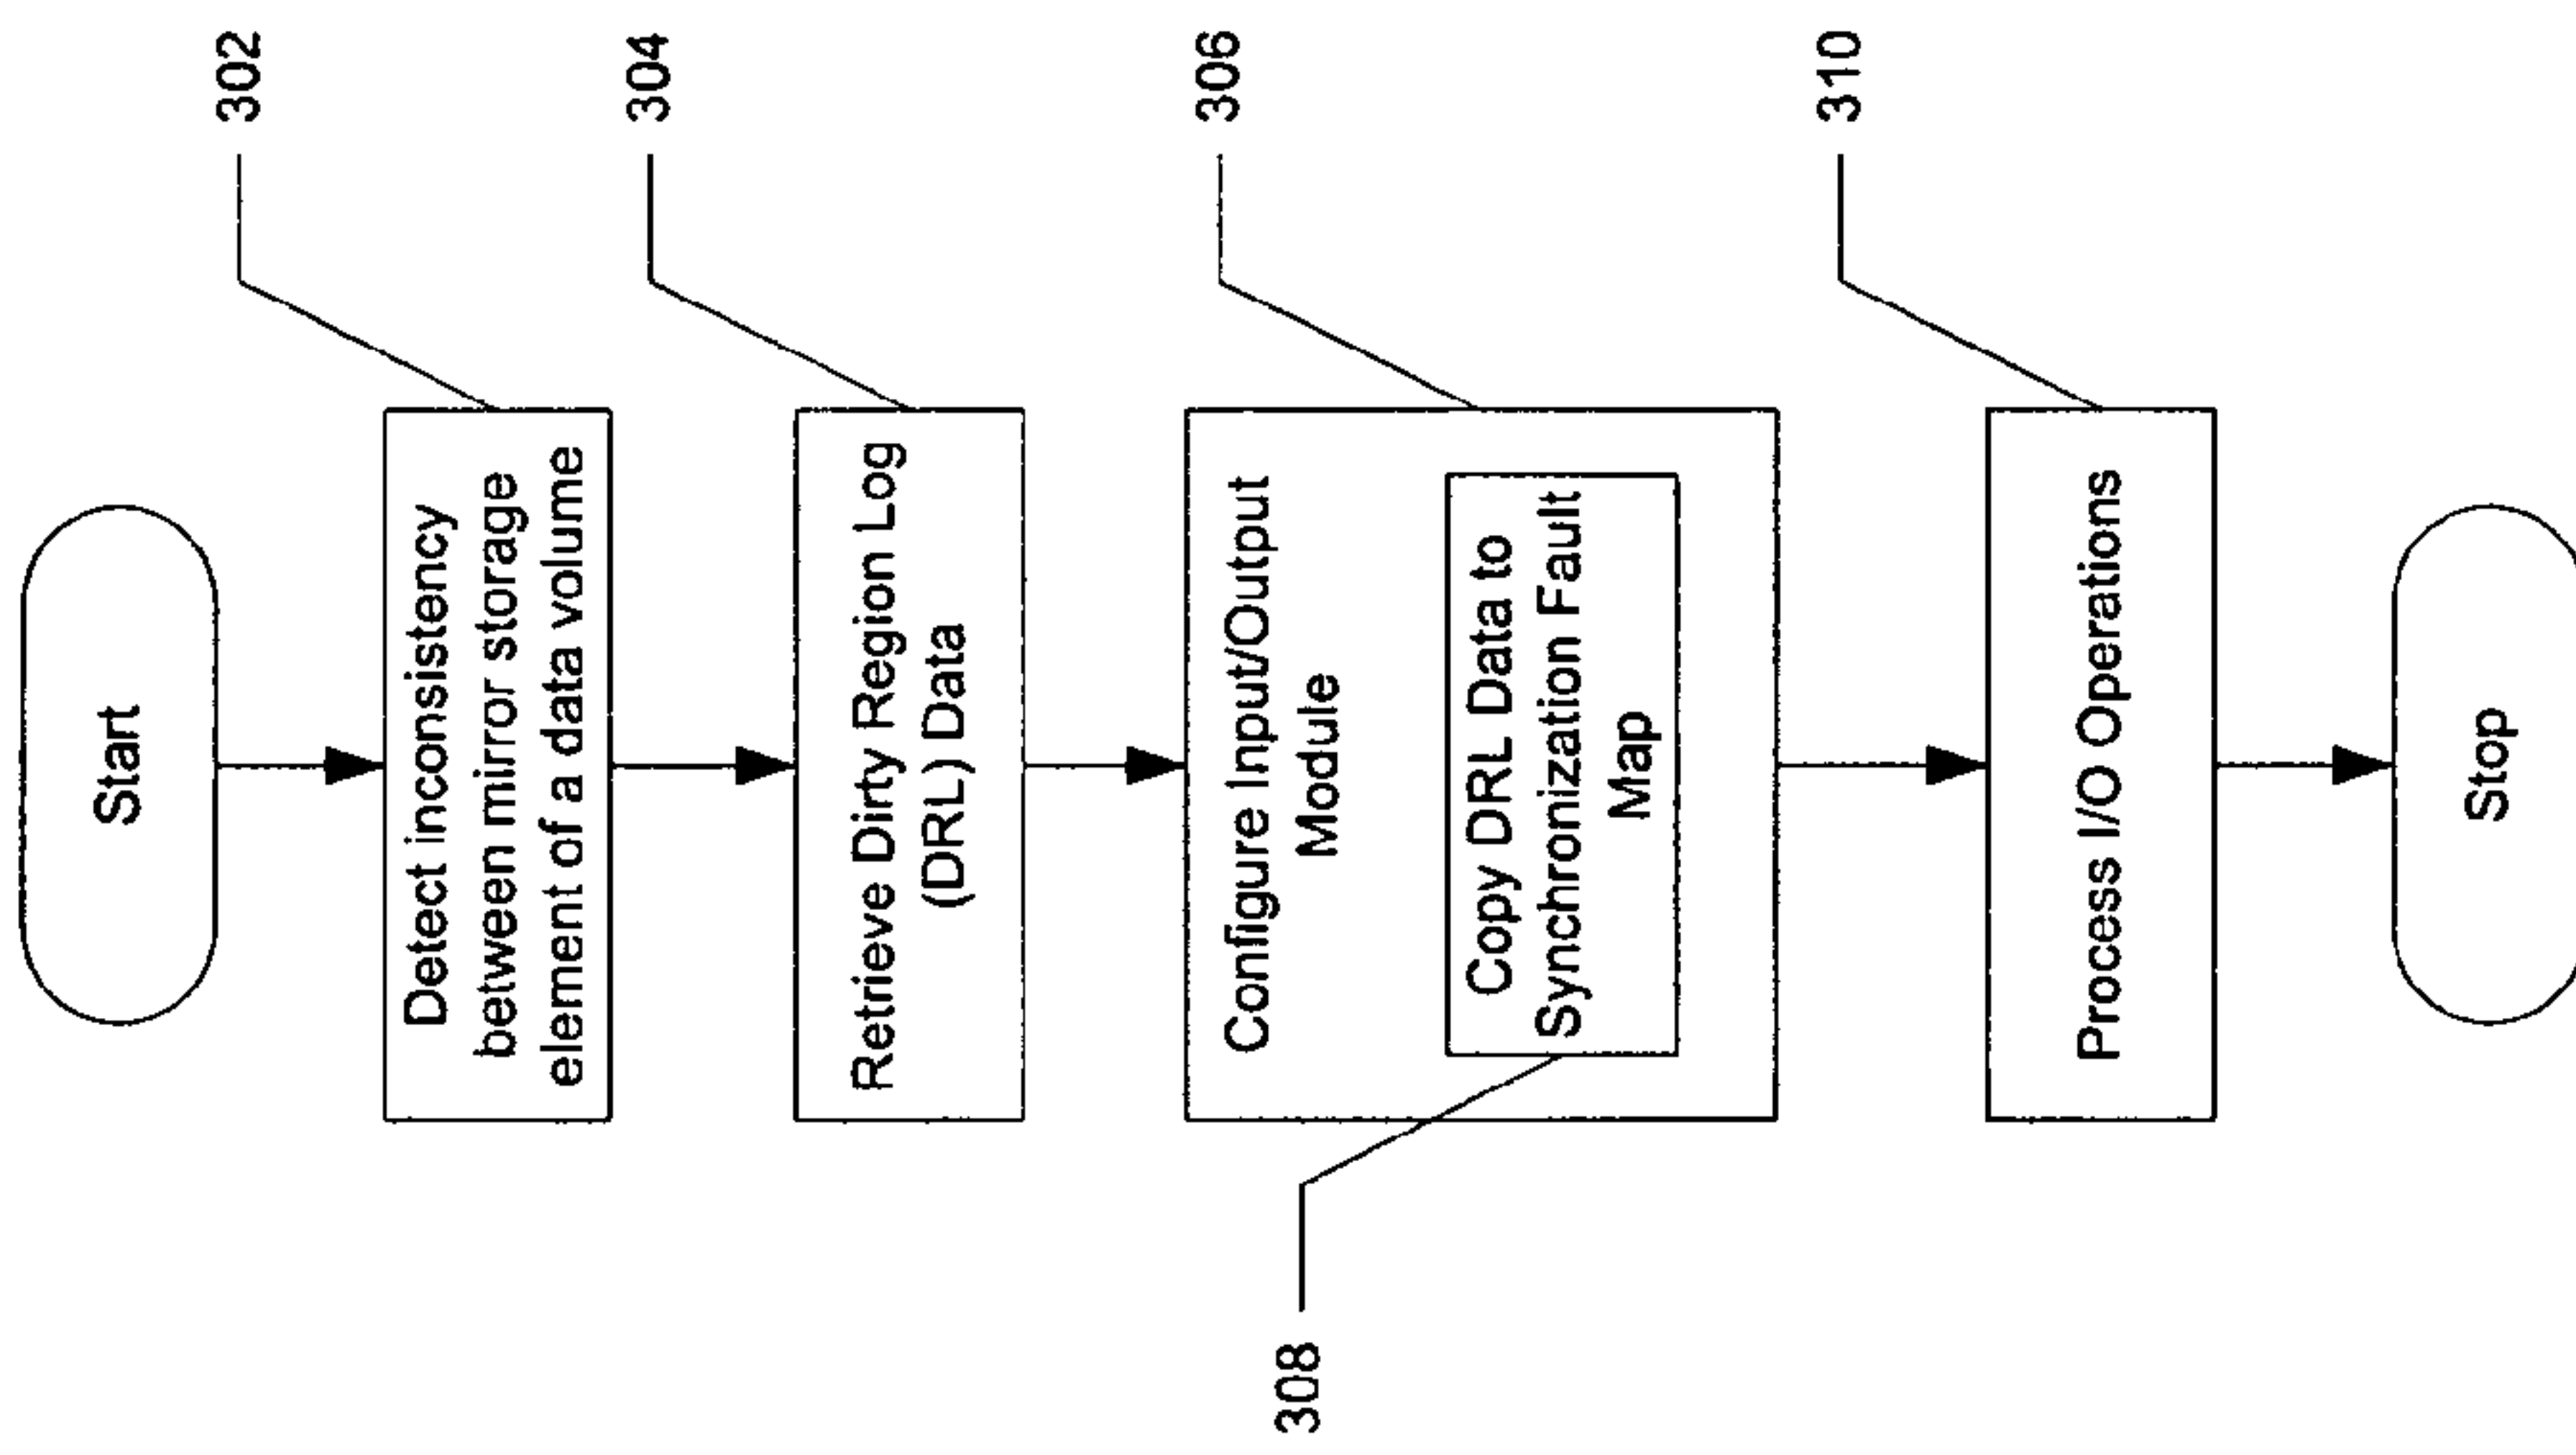 Start
302
Detect inconsistency
between mirror storage
element of a data volume
304
Retrieve Dirty Region Log
(DRL) Data
306
Configure Input/Output
Module
308
Copy DRL Data to
Synchronization Fault
Map
310
Process I/O Operations
Stop